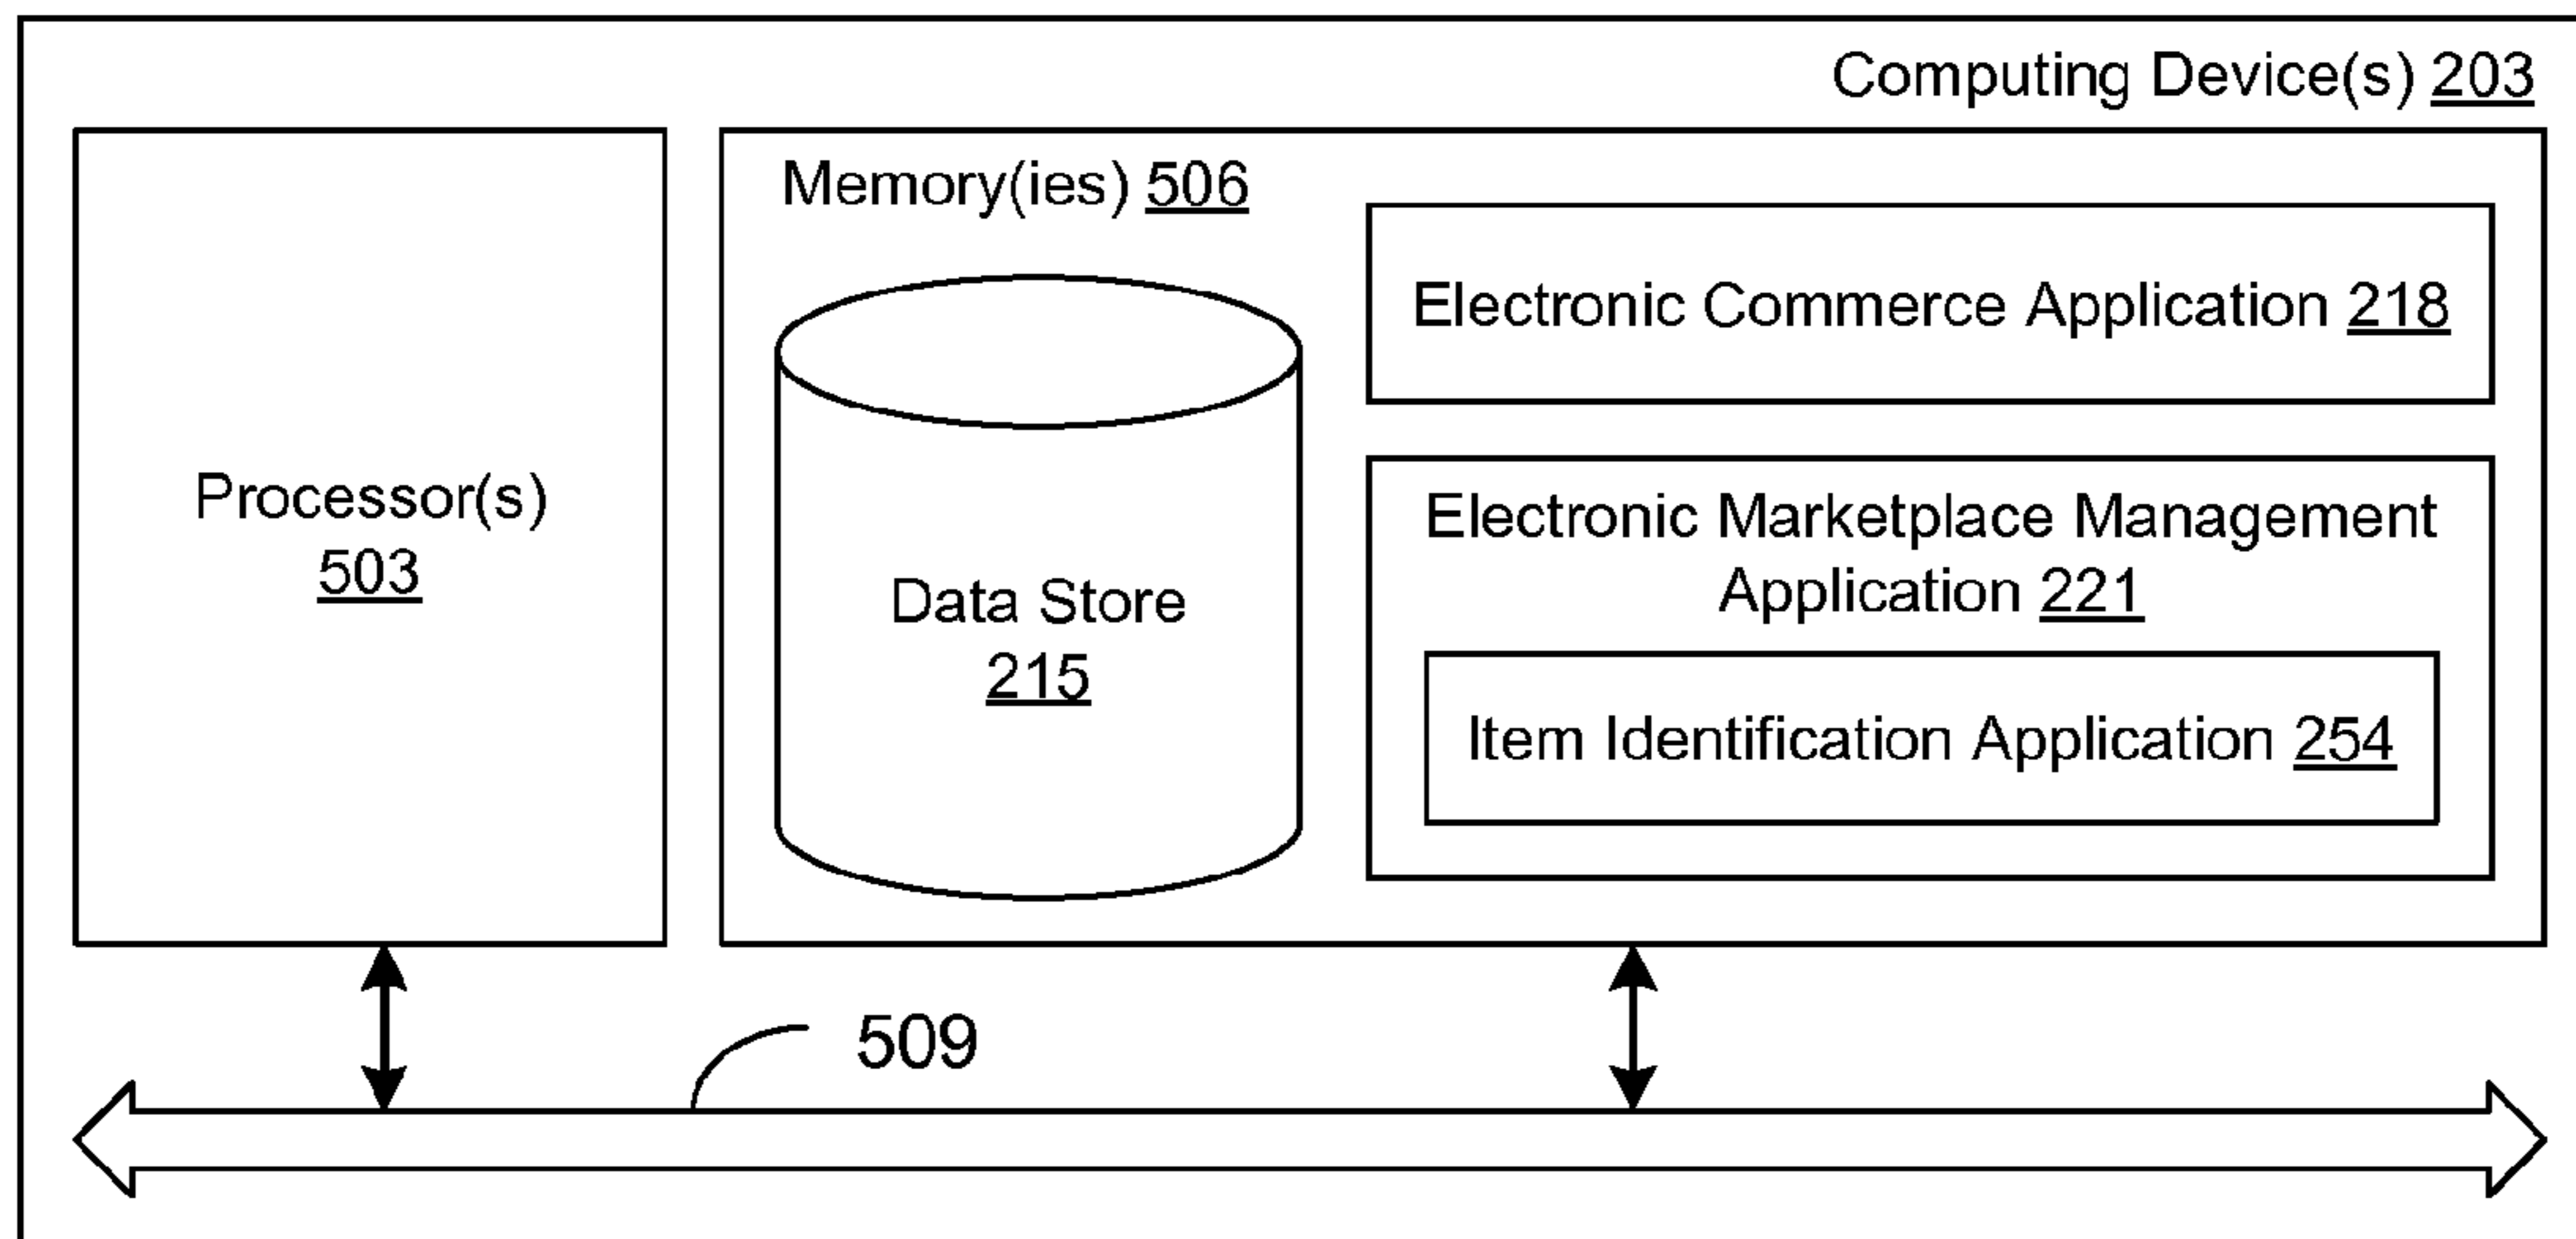 Computing Device(s) 203
Processor(s)
503
Memory(ies) 506
Data Store
215
Electronic Commerce Application 218
Electronic Marketplace Management
Application 221
Item Identification Application 254
509